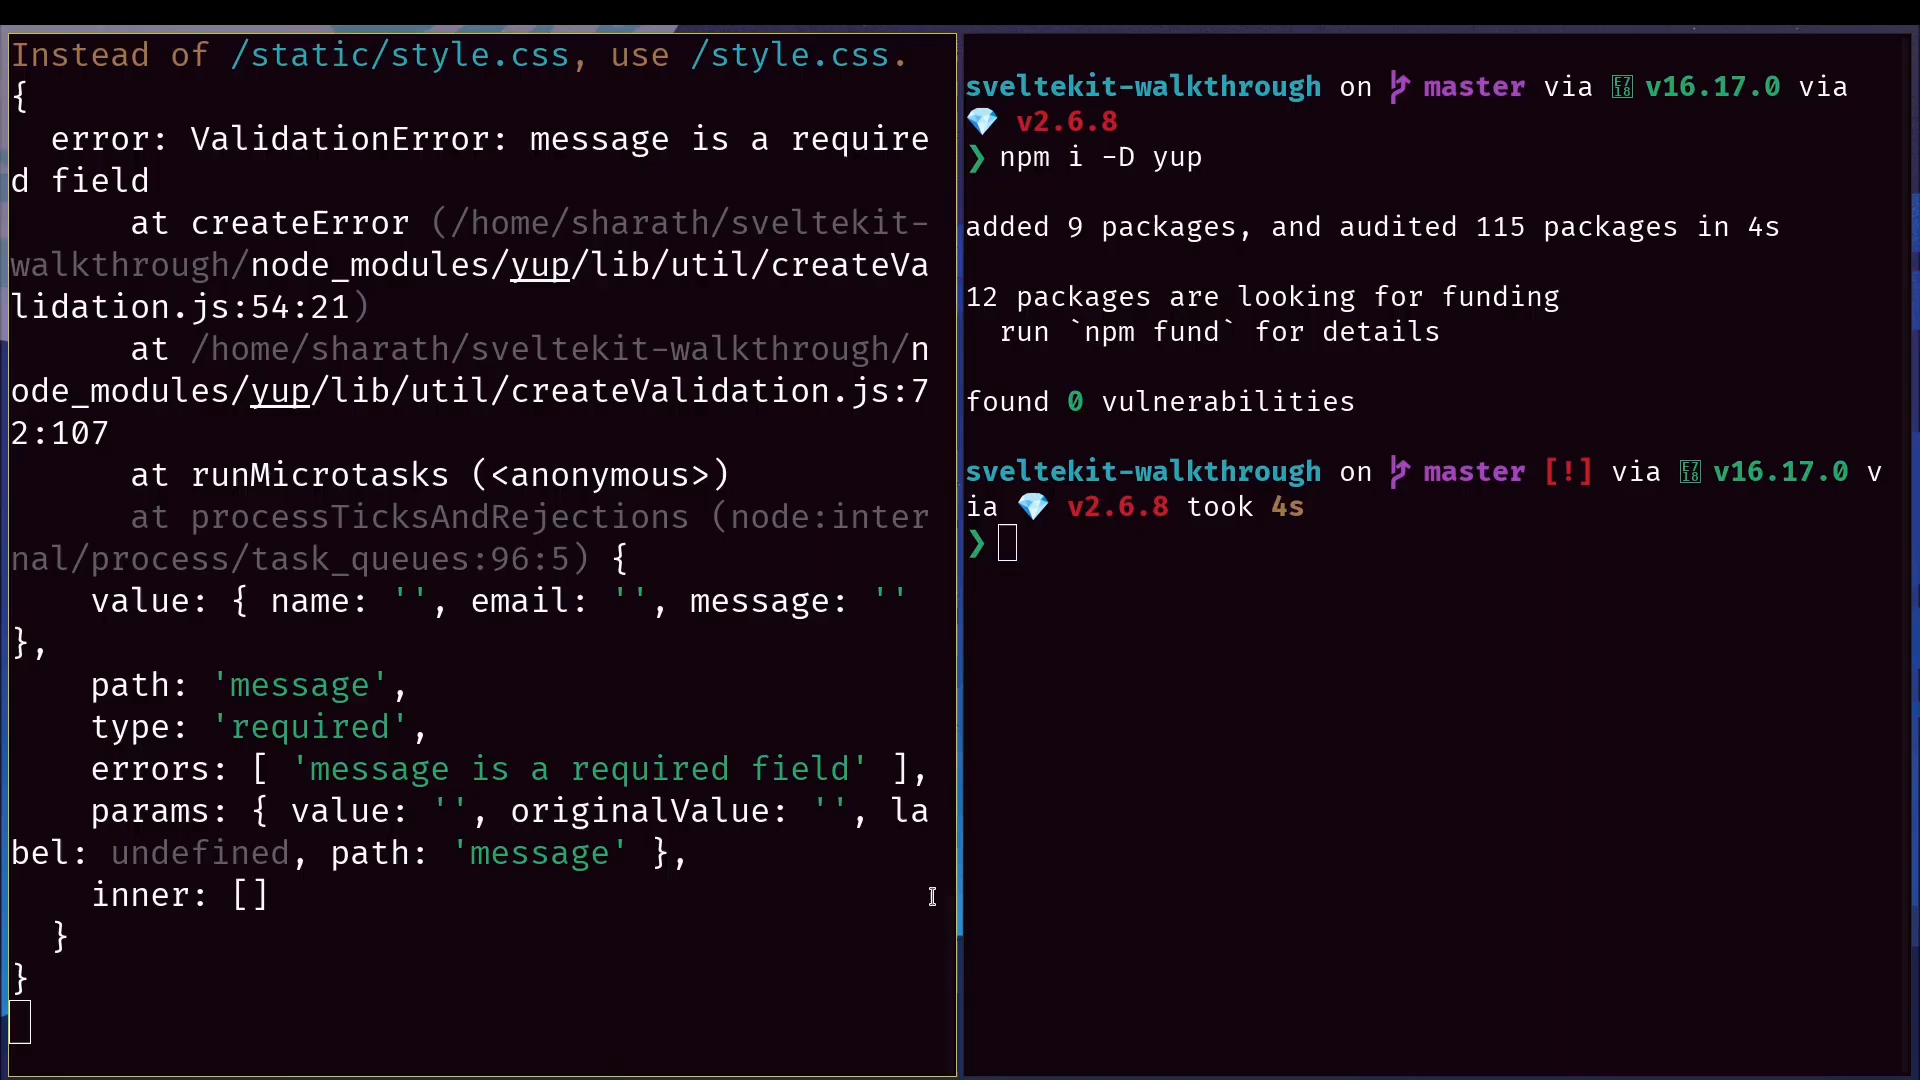 Instead of /static/style.css, use /style.css.
{
  error: ValidationError: message is a require
d field
      at createError (/home/sharath/sveltekit-
walkthrough/node_modules/yup/lib/util/createVa
lidation.js:54:21)
      at /home/sharath/sveltekit-walkthrough/n
ode_modules/yup/lib/util/createValidation.js:7
2:107
      at runMicrotasks (<anonymous>)
      at processTicksAndRejections (node:inter
nal/process/task_queues:96:5) {
    value: { name: '', email: '', message: ''
},
    path: 'message',
    type: 'required',
    errors: [ 'message is a required field' ],
    params: { value: '', originalValue: '', la
bel: undefined, path: 'message' },
    inner: []
  }
}
sveltekit-walkthrough on master via E718 v16.17.0 via
💎 v2.6.8
❯ npm i -D yup
added 9 packages, and audited 115 packages in 4s
12 packages are looking for funding
  run `npm fund` for details
found 0 vulnerabilities
sveltekit-walkthrough on master [!] via E718 v16.17.0 v
ia 💎 v2.6.8 took 4s
❯